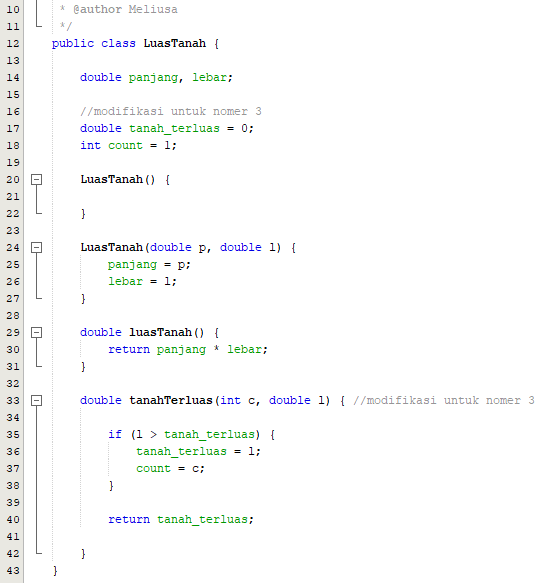 10 * @author Meliusa
11 */
12 public class LuasTanah {
13
14 double panjang, lebar;
15
16 //modifikasi untuk nomer 3
17 double tanah_terluas = 0;
18 int count = 1;
19
20 LuasTanah() {
21
22 }
23
24 LuasTanah(double p, double l) {
25 panjang = p;
26 lebar = l;
27 }
28
29 double luasTanah() {
30 return panjang * lebar;
31 }
32
33 double tanahTerluas(int c, double l) { //modifikasi untuk nomer 3
34
35 if (l > tanah_terluas) {
36 tanah_terluas = l;
37 count = c;
38 }
39
40 return tanah_terluas;
41
42 }
43 }